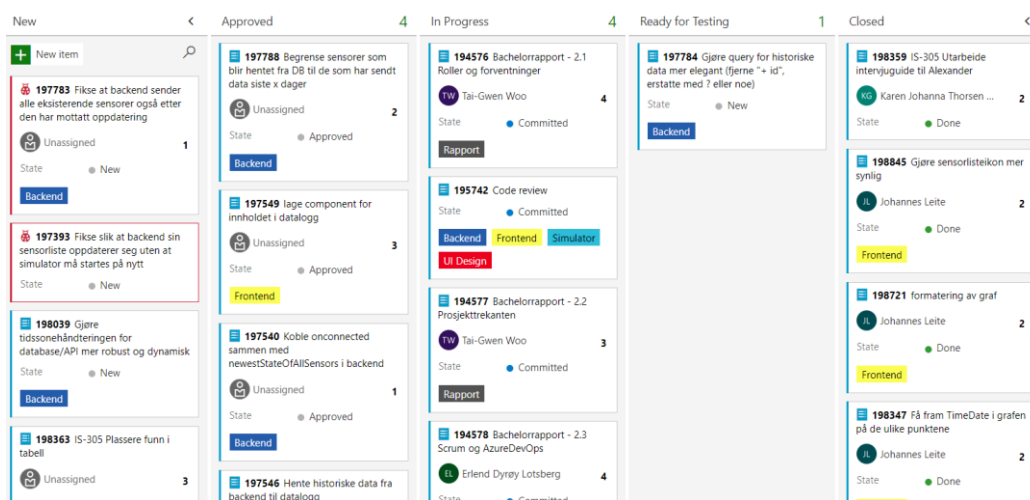 New
New item
197783 Fikse at backend sender
alle eksisterende sensorer også etter
den har mottatt oppdatering
Unassigned
1
State
New
Backend
197393 Fikse slik at backend sin
sensorliste oppdaterer seg uten at
simulator må startes på nytt
State
New
198039 Gjøre
tidssonehåndteringen for
database/API mer robust og dynamisk
State
New
Backend
198363 IS-305 Plassere funn i
tabell
Unassigned
3
Approved
4
197788 Begrense sensorer som
blir hentet fra DB til de som har sendt
data siste x dager
Unassigned
2
State
Approved
Backend
197549 lage component for
innholdet i datalogg
Unassigned
3
State
Approved
Frontend
197540 Koble onconnected
sammen med
newestStateOfAllSensors i backend
Unassigned
1
State
Approved
Backend
197546 Hente historiske data fra
backend til datalogg
In Progress
4
194576 Bachelorrapport - 2.1
Roller og forventninger
TW
Tai-Gwen Woo
4
State
Committed
Rapport
195742 Code review
State
Committed
Backend
Frontend
Simulator
UI Design
194577 Bachelorrapport - 2.2
Prosjekttrekanten
TW
Tai-Gwen Woo
3
State
Committed
Rapport
194578 Bachelorrapport - 2.3
Scrum og AzureDevOps
EL
Erlend Dyrøy Lotsberg
4
State
Committed
Ready for Testing
1
197784 Gjøre query for historiske
data mer elegant (fjerne "+ id",
erstatte med ? eller noe)
State
New
Backend
Closed
198359 IS-305 Utarbeide
intervjuguide til Alexander
KG
Karen Johanna Thorsen ...
2
State
Done
198845 Gjøre sensorlisteikon mer
synlig
JL
Johannes Leite
2
State
Done
Frontend
198721 formatering av graf
JL
Johannes Leite
2
State
Done
Frontend
198347 Få fram TimeDate i grafen
på de ulike punktene
JL
Johannes Leite
2
State
Done